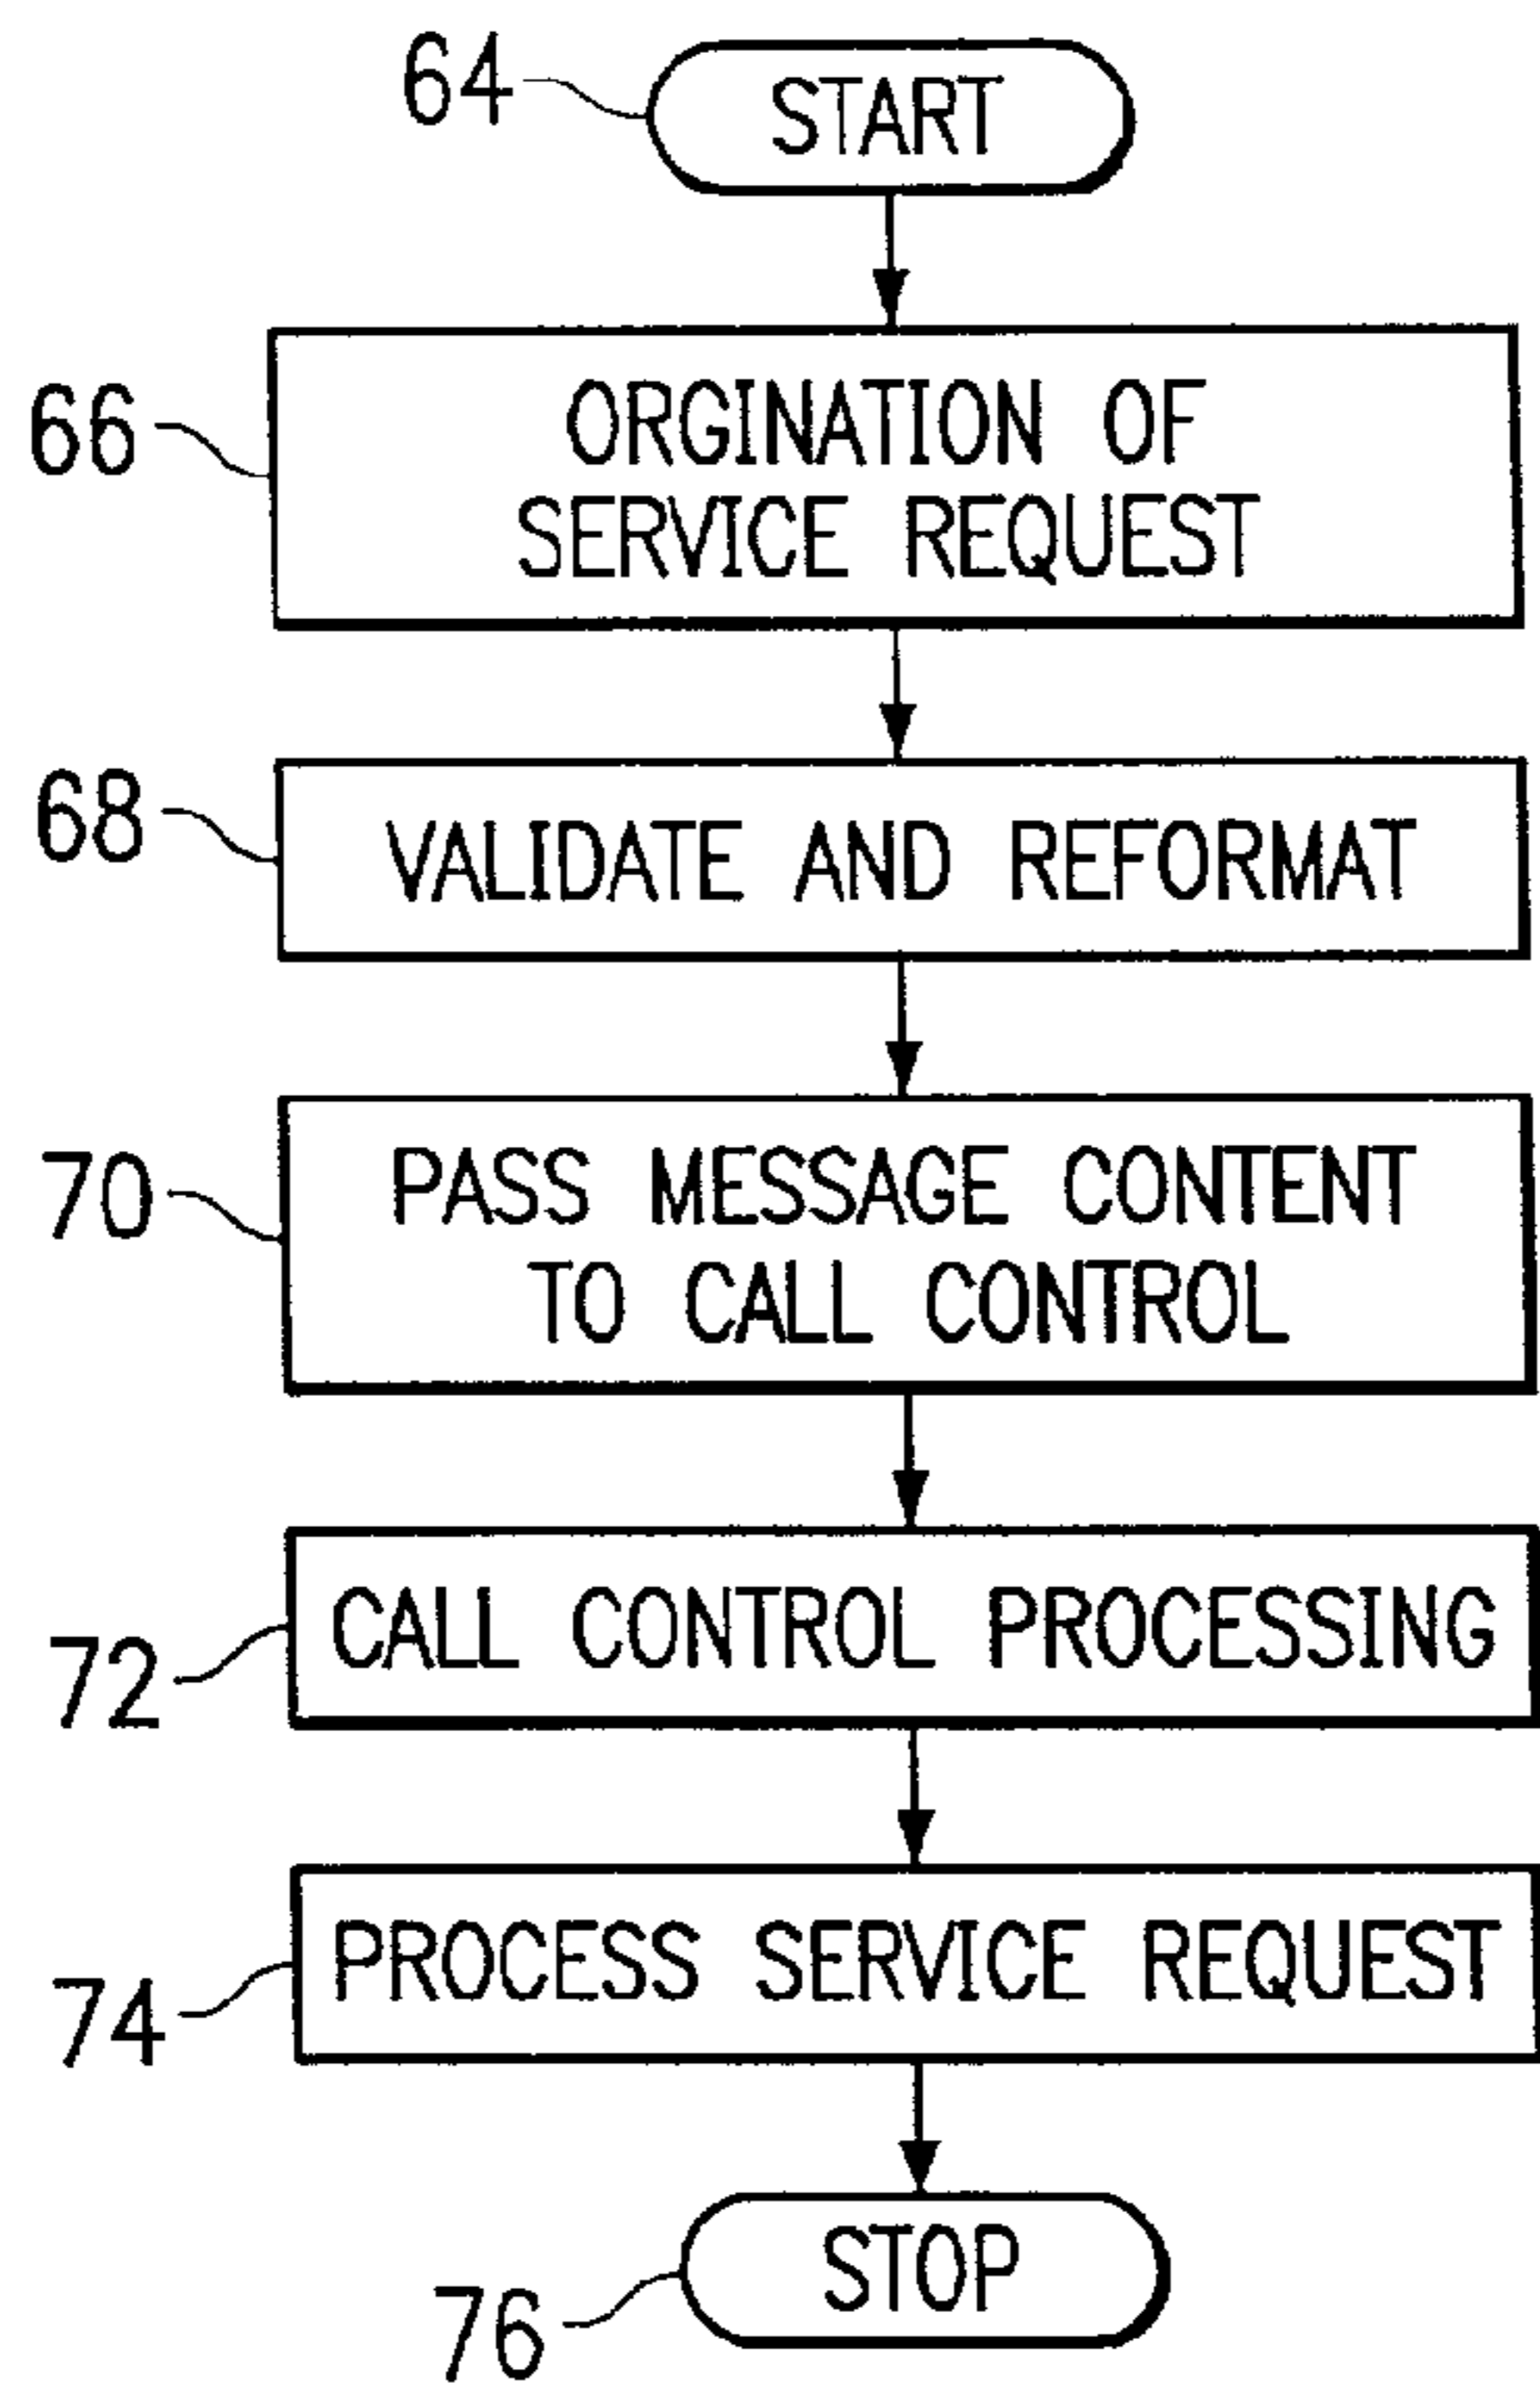 64
START
66
ORGINATION OF
SERVICE REQUEST
68
VALIDATE AND REFORMAT
70
PASS MESSAGE CONTENT
TO CALL CONTROL
72
CALL CONTROL PROCESSING
74
PROCESS SERVICE REQUEST
76
STOP